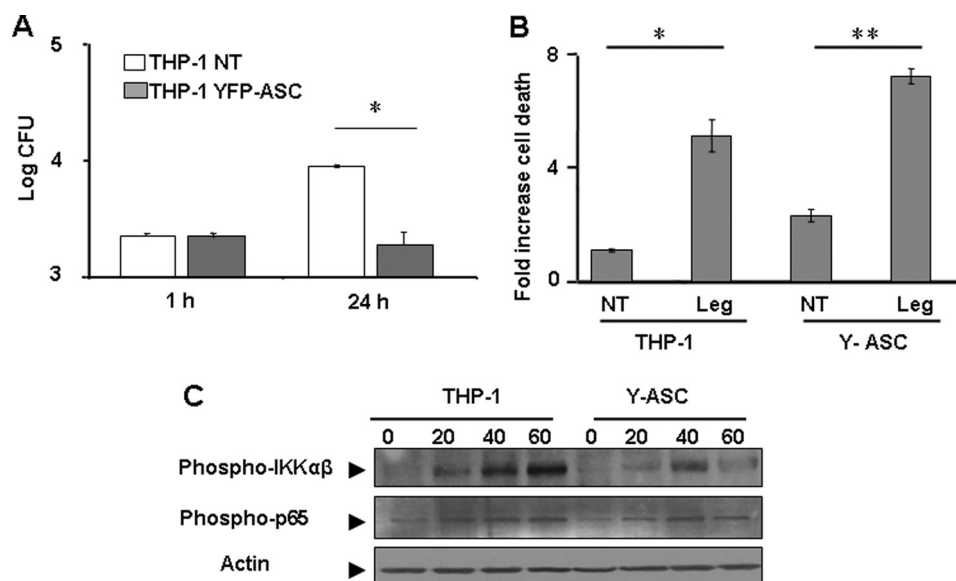 A
5
4
3
Log CFU
THP-1 NT
THP-1 YFP-ASC
*
1 h
24 h
B
8
4
0
Fold increase cell death
*
**
NT
Leg
NT
Leg
THP-1
Y- ASC
C
THP-1
Y-ASC
0 20 40 60 0 20 40 60
Phospho-IKKαβ
Phospho-p65
Actin